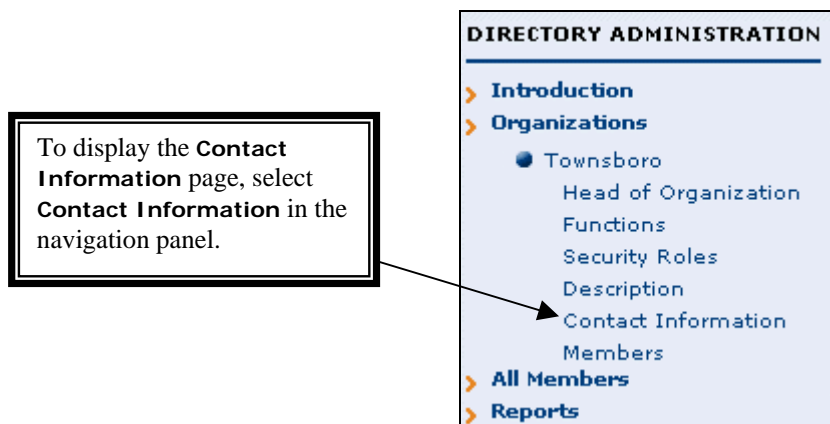 DIRECTORY ADMINISTRATION
Introduction
Organizations
To display the Contact
Information page, select
Contact Information in the
navigation panel.
Townsboro
Head of Organization
Functions
Security Roles
Description
Contact Information
Members
All Members
Reports